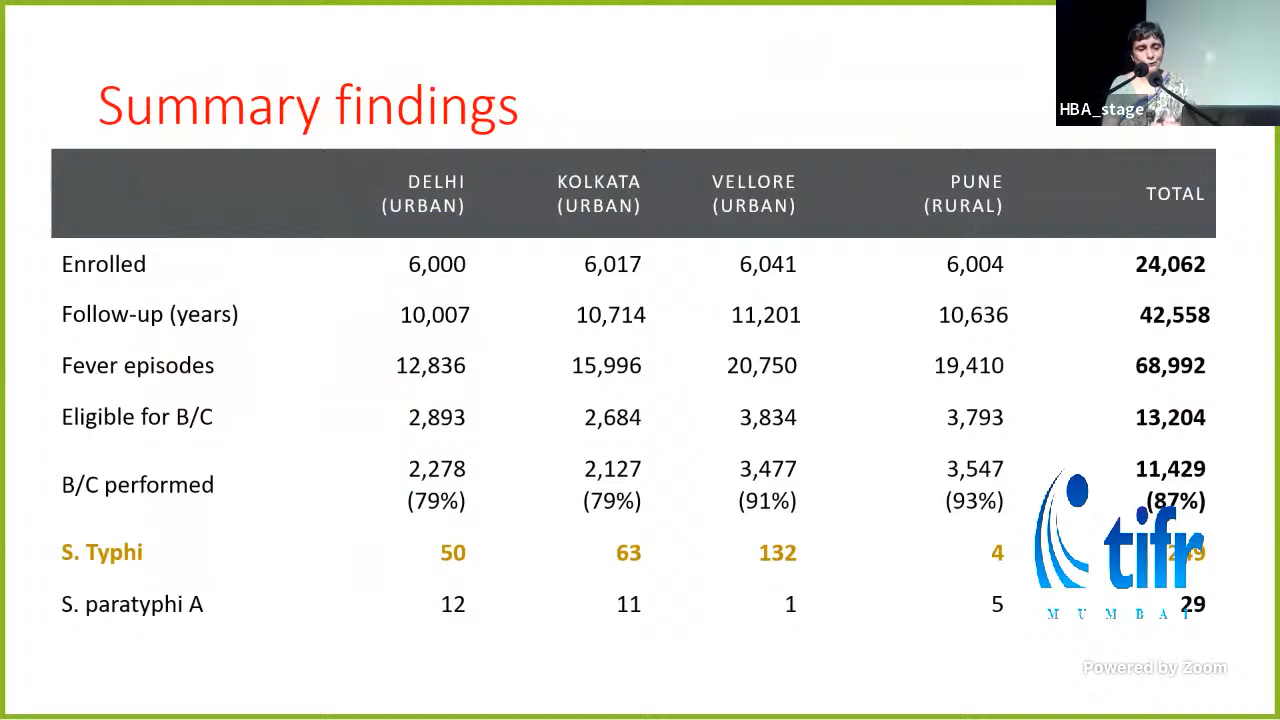 HBA_stage
Summary findings
DELHI (URBAN) KOLKATA (URBAN) VELLORE (URBAN) PUNE (RURAL) TOTAL
Enrolled 6,000 6,017 6,041 6,004 24,062
Follow-up (years) 10,007 10,714 11,201 10,636 42,558
Fever episodes 12,836 15,996 20,750 19,410 68,992
Eligible for B/C 2,893 2,684 3,834 3,793 13,204
B/C performed 2,278 (79%) 2,127 (79%) 3,477 (91%) 3,547 (93%) 11,429 (87%)
S. Typhi 50 63 132 4
S. paratyphi A 12 11 1 5 29
tifr
MUMBAI
Powered by Zoom